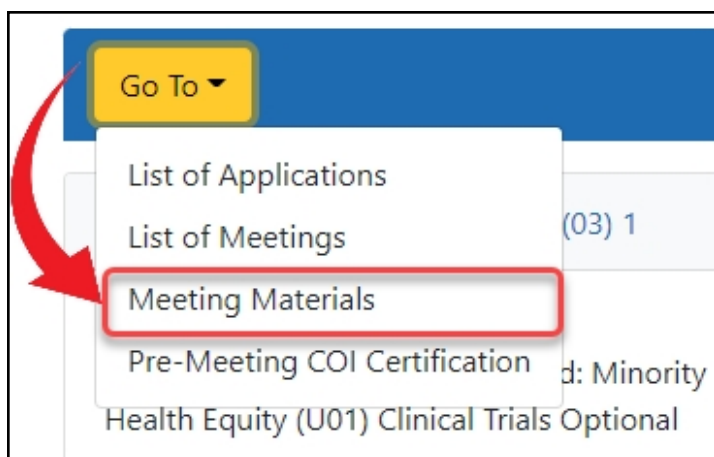 Go To
List of Applications
List of Meetings
(03) 1
Meeting Materials
Pre-Meeting COI Certification
d: Minority
Health Equity (U01) Clinical Trials Optional